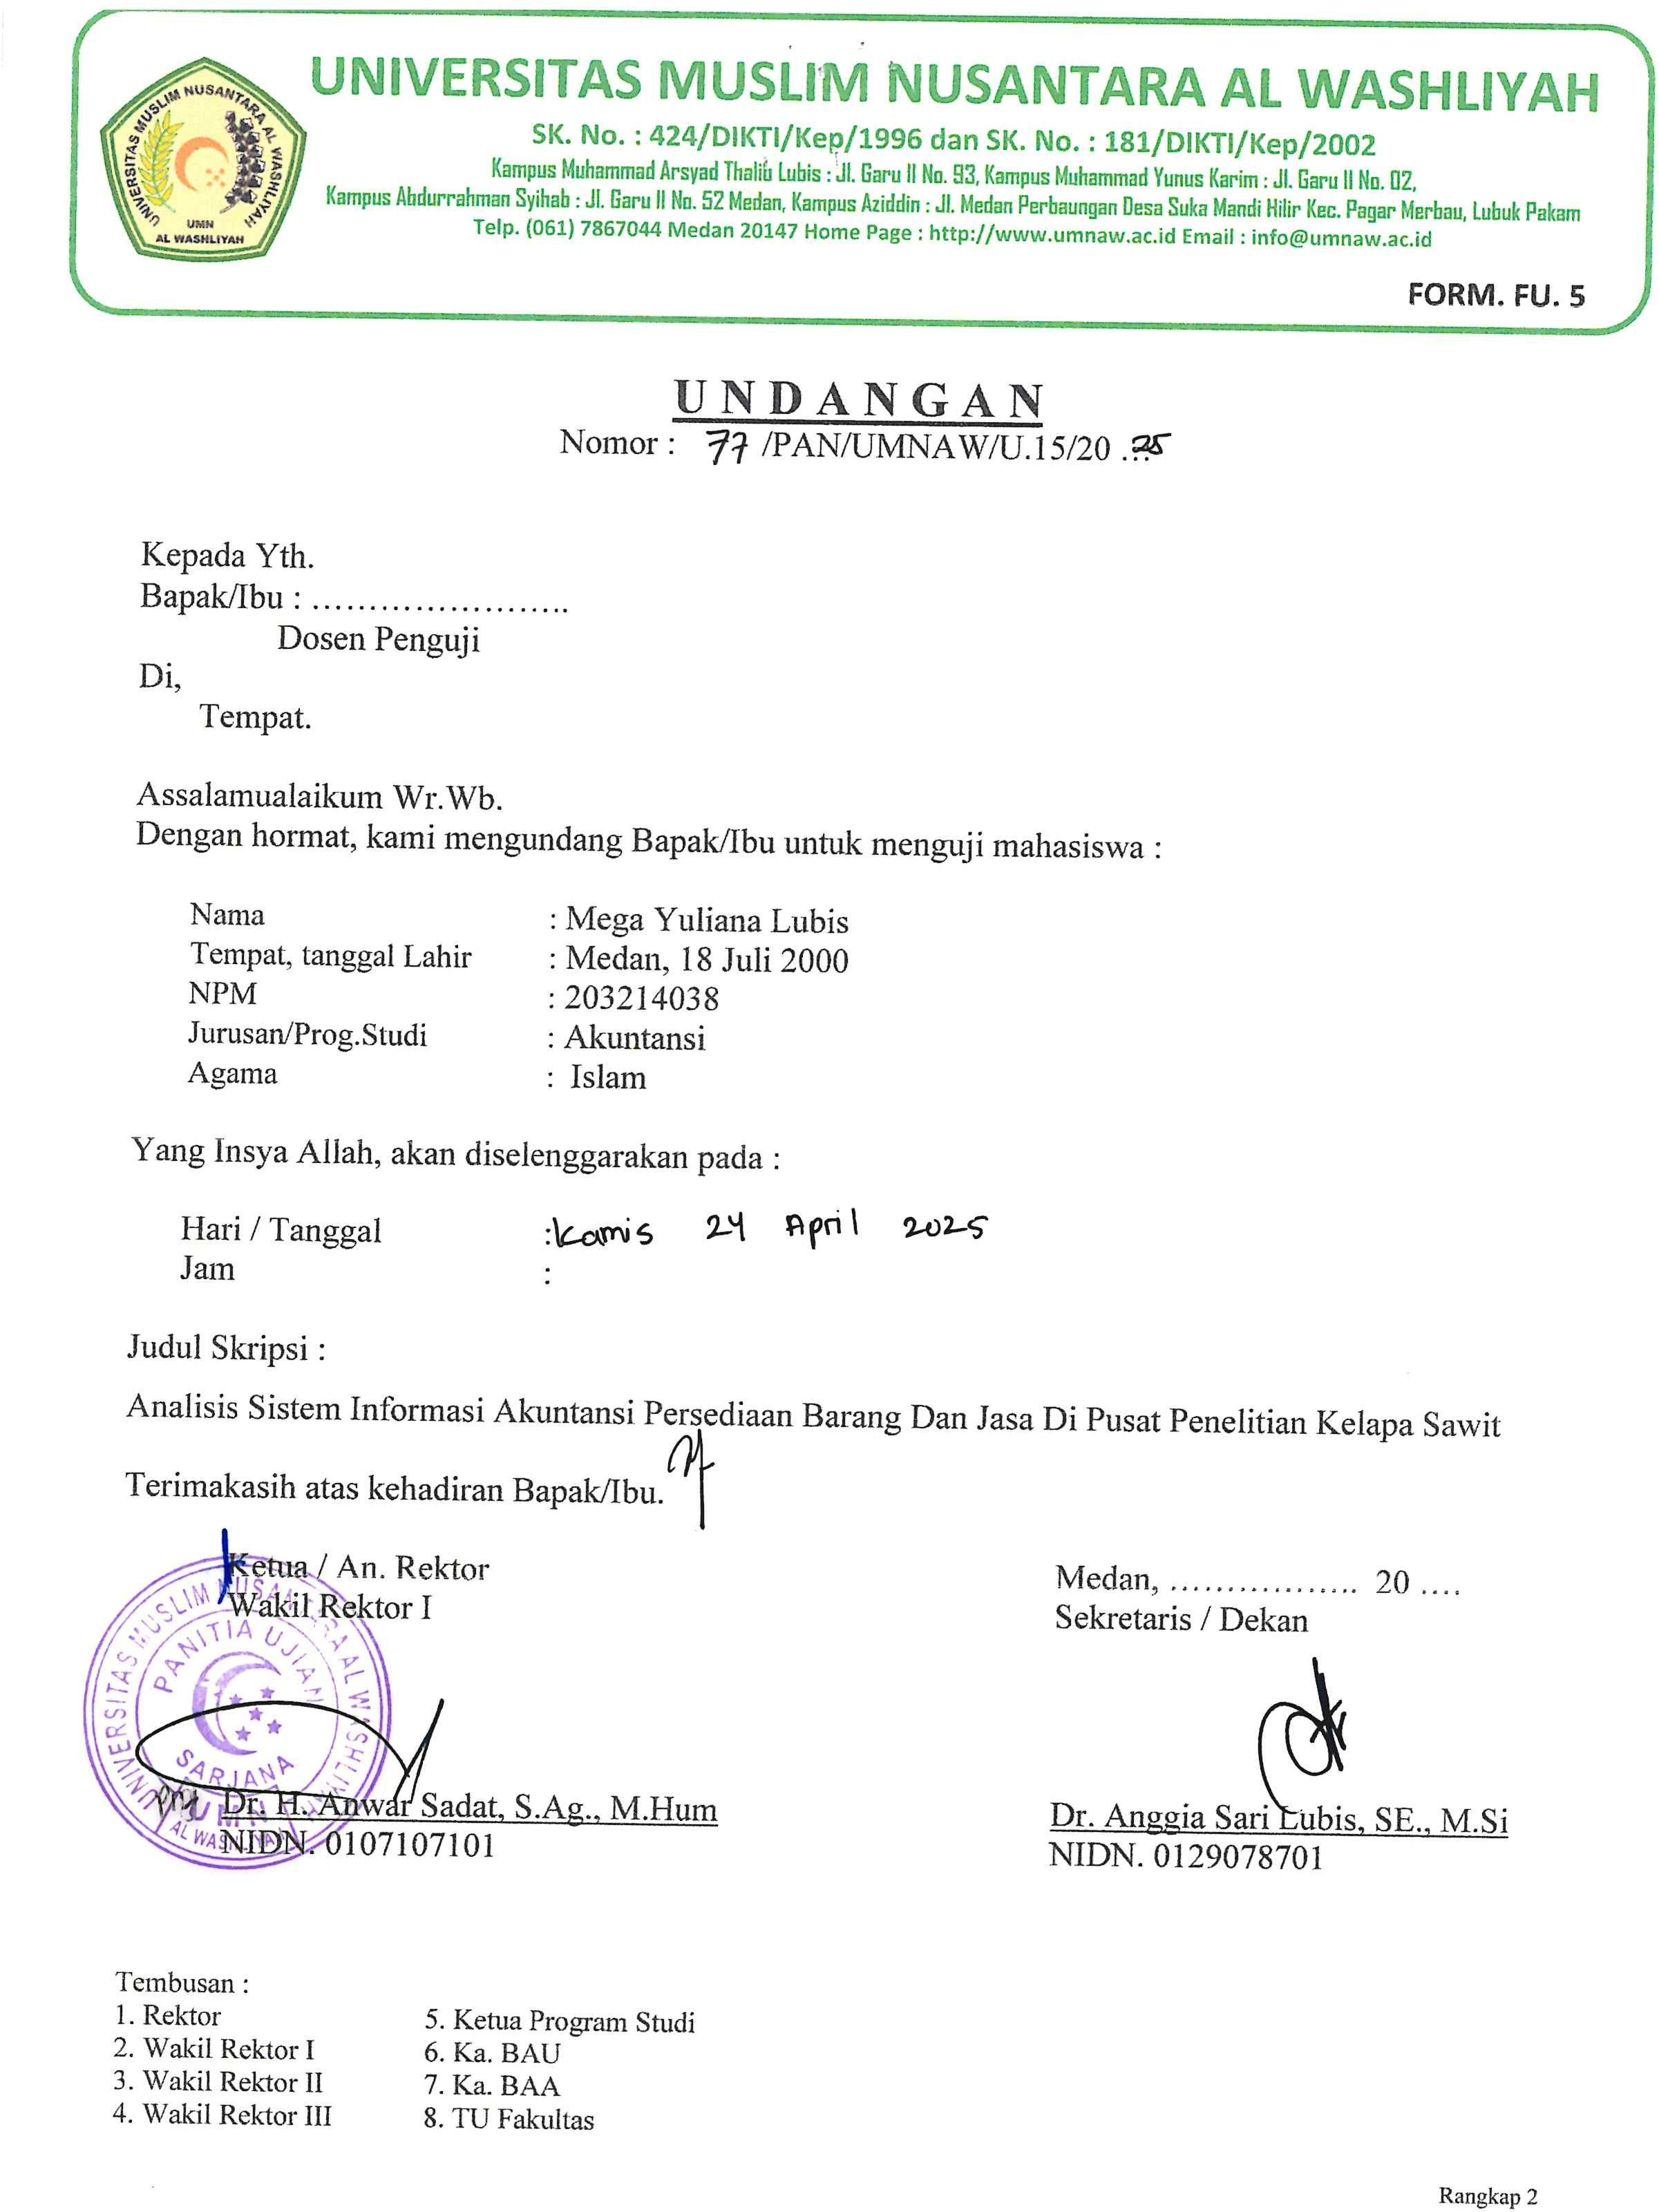 UNIVERSITAS MUSLIM NUSANTARA AL WASHLIYAH
SK. No. : 424/DIKTI/Kep/1996 dan SK. No. : 181/DIKTI/Kep/2002
Kampus Muhammad Arsyad Thalib Lubis : Jl. Garu II No. 93, Kampus Muhammad Yunus Karim : Jl. Garu II No. 02,
Kampus Abdurrahman Syihab : Jl. Garu II No. 52 Medan, Kampus Aziddin : Jl. Medan Perbaungan Desa Suka Mandi Hilir Kec. Pagar Merbau, Lubuk Pakam
Telp. (061) 7867044 Medan 20147 Home Page : http://www.umnaw.ac.id Email : info@umnaw.ac.id
UNIVERSITAS MUSLIM NUSANTARA AL WASHLIYAH
UMN
AL WASHLIYAH
FORM. FU. 5
U N D A N G A N
Nomor : 77 /PAN/UMNAW/U.15/20 ...25
Kepada Yth.
Bapak/Ibu : .......................
Dosen Penguji
Di,
Tempat.
Assalamualaikum Wr.Wb.
Dengan hormat, kami mengundang Bapak/Ibu untuk menguji mahasiswa :
Nama : Mega Yuliana Lubis
Tempat, tanggal Lahir : Medan, 18 Juli 2000
NPM : 203214038
Jurusan/Prog.Studi : Akuntansi
Agama : Islam
Yang Insya Allah, akan diselenggarakan pada :
Hari / Tanggal : Kamis 24 April 2025
Jam :
Judul Skripsi :
Analisis Sistem Informasi Akuntansi Persediaan Barang Dan Jasa Di Pusat Penelitian Kelapa Sawit
Terimakasih atas kehadiran Bapak/Ibu.
Ketua / An. Rektor
Wakil Rektor I
Medan, ................. 20 ....
Sekretaris / Dekan
UNIVERSITAS MUSLIM NUSANTARA AL WASHLIYAH
PANITIA UJIAN
SARJANA
UMN
AL WASHLIYAH
Dr. H. Anwar Sadat, S.Ag., M.Hum
NIDN. 0107107101
Dr. Anggia Sari Lubis, SE., M.Si
NIDN. 0129078701
Tembusan :
1. Rektor 5. Ketua Program Studi
2. Wakil Rektor I 6. Ka. BAU
3. Wakil Rektor II 7. Ka. BAA
4. Wakil Rektor III 8. TU Fakultas
Rangkap 2